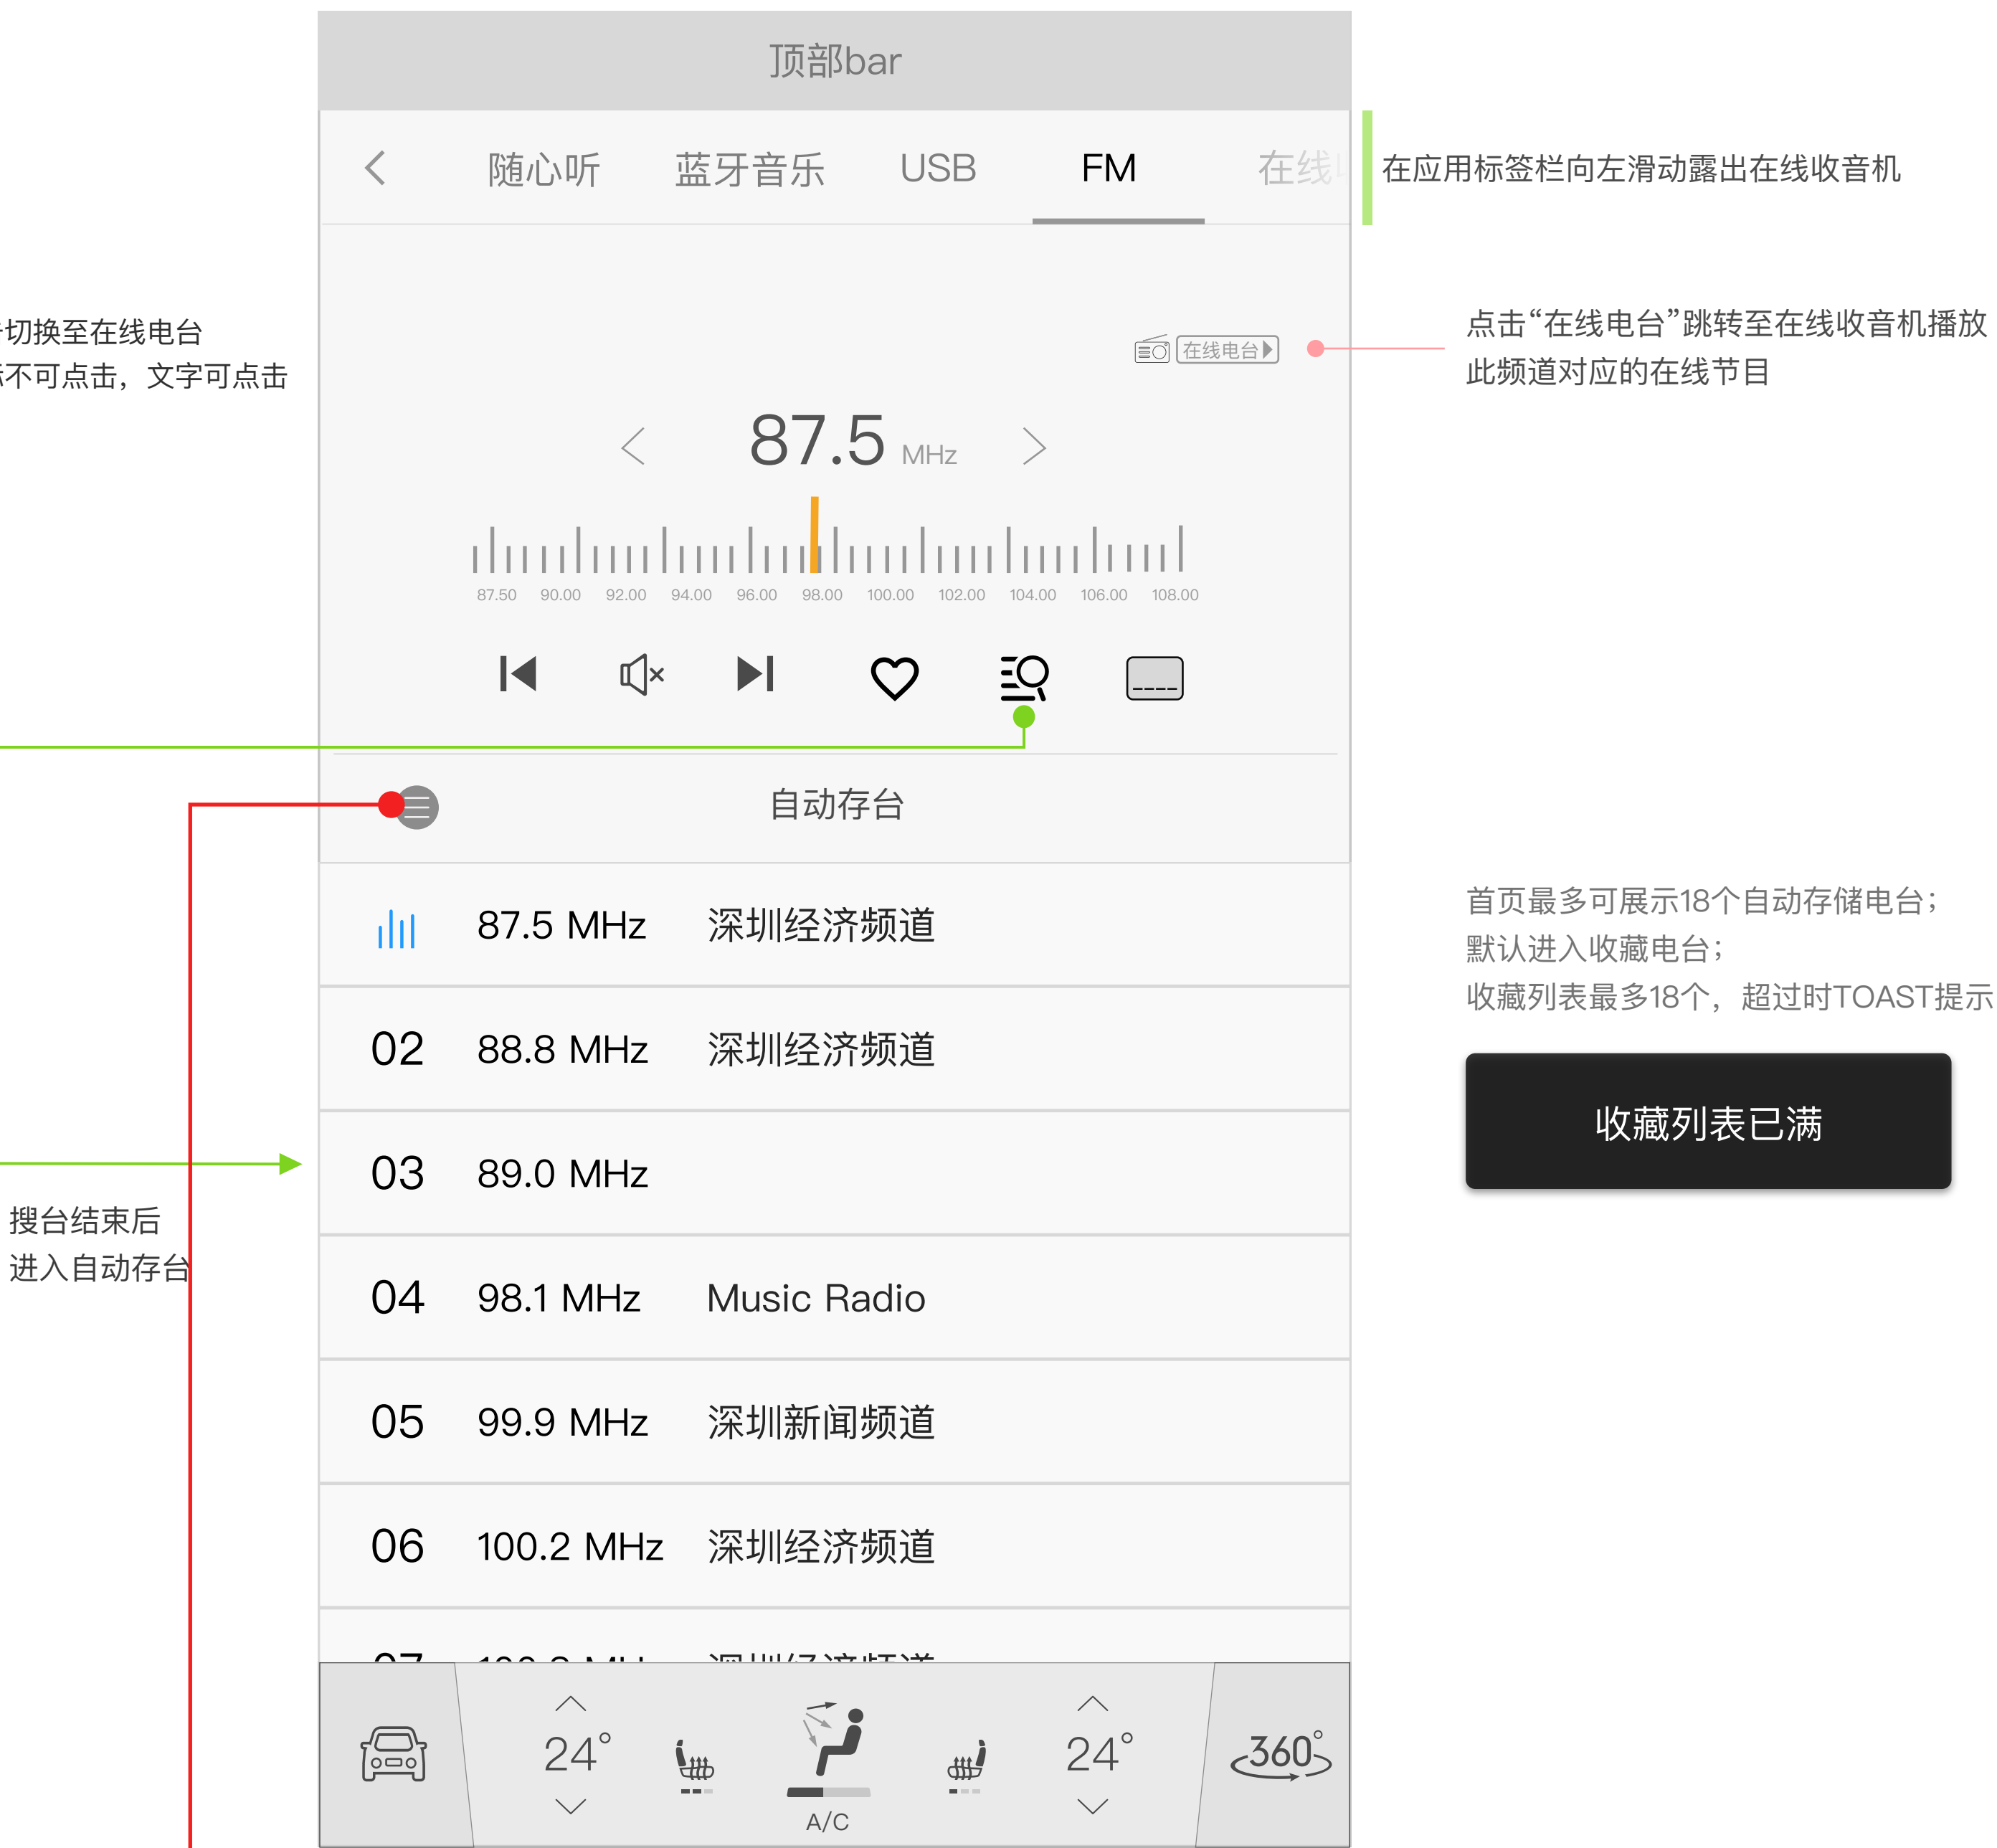 顶部bar
随心听 蓝牙音乐 USB FM 在线
在应用标签栏向左滑动露出在线收音机
切换至在线电台
不可点击，文字可点击
在线电台
点击“在线电台”跳转至在线收音机播放
此频道对应的在线节目
87.5 MHz
87.50 90.00 92.00 94.00 96.00 98.00 100.00 102.00 104.00 106.00 108.00
自动存台
87.5 MHz 深圳经济频道
02 88.8 MHz 深圳经济频道
03 89.0 MHz
04 98.1 MHz Music Radio
05 99.9 MHz 深圳新闻频道
06 100.2 MHz 深圳经济频道
首页最多可展示18个自动存储电台；
默认进入收藏电台；
收藏列表最多18个，超过时TOAST提示
收藏列表已满
搜台结束后
进入自动存台
24° 24° 360°
A/C